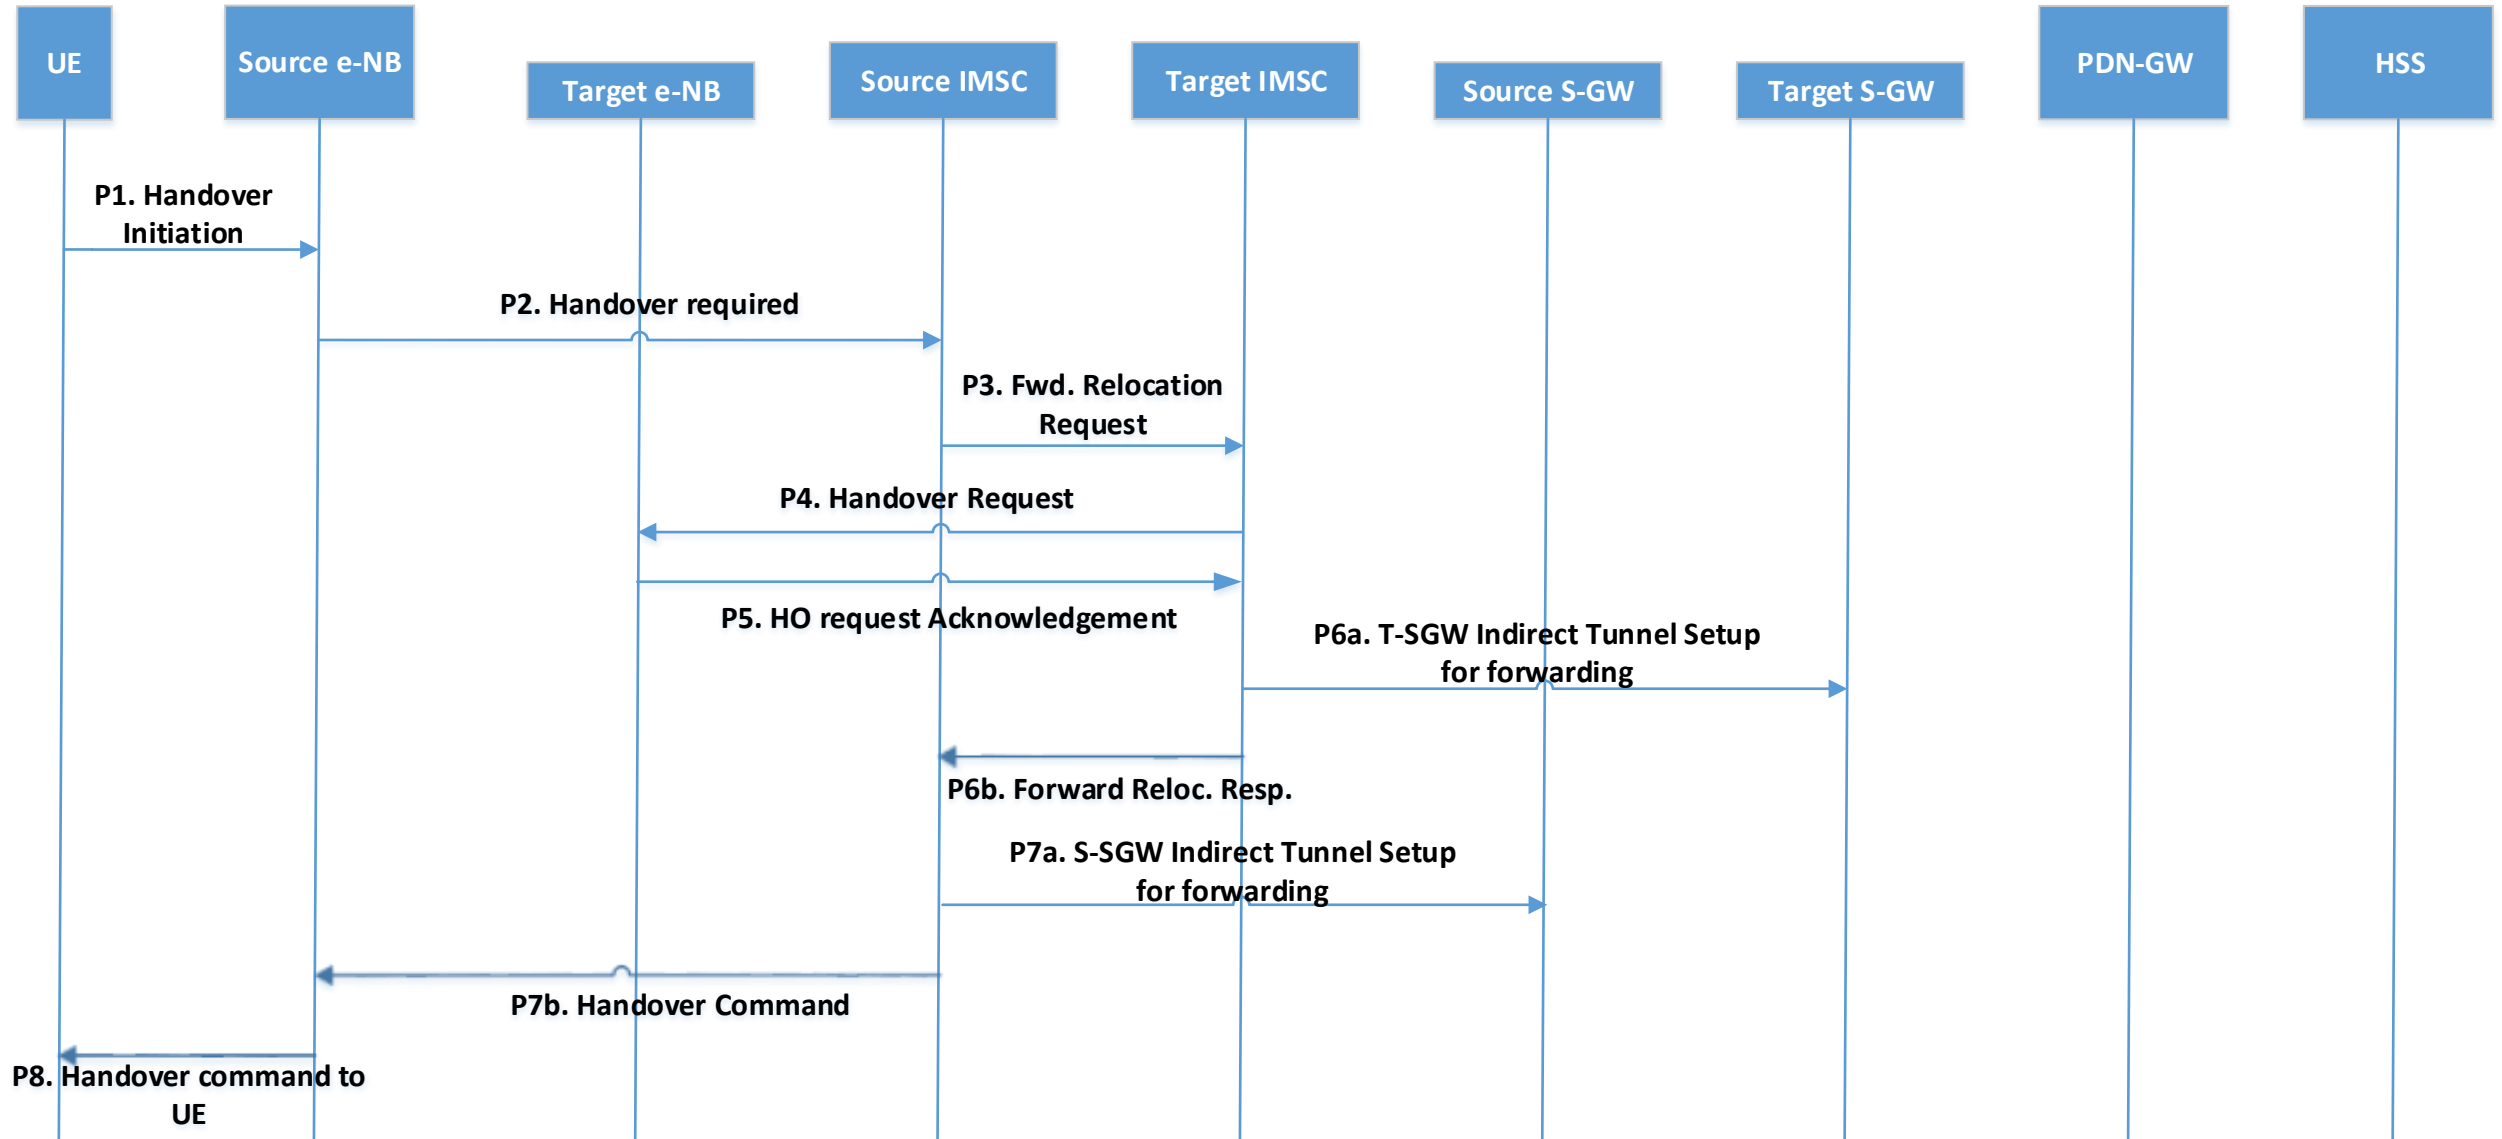 UE
Source e-NB
Target e-NB
Source IMSC
Target IMSC
Source S-GW
Target S-GW
PDN-GW
HSS
P1. Handover
Initiation
P2. Handover required
P3. Fwd. Relocation
Request
P4. Handover Request
P5. HO request Acknowledgement
P6a. T-SGW Indirect Tunnel Setup
for forwarding
P6b. Forward Reloc. Resp.
P7a. S-SGW Indirect Tunnel Setup
for forwarding
P7b. Handover Command
P8. Handover command to
UE